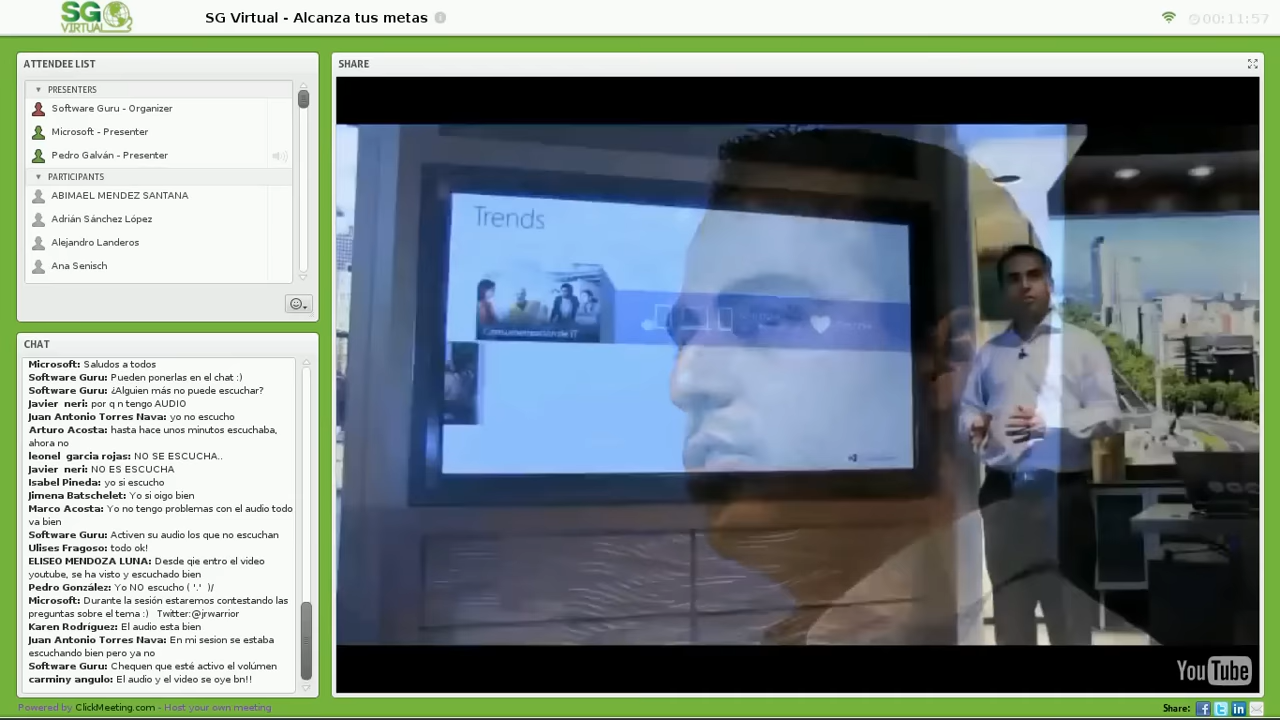 SG
VIRTUAL
SG Virtual - Alcanza tus metas
00:11:57
ATTENDEE LIST
PRESENTERS
Software Guru - Organizer
Microsoft - Presenter
Pedro Galván - Presenter
PARTICIPANTS
ABIMAEL MENDEZ SANTANA
Adrián Sánchez López
Alejandro Landeros
Ana Senisch
CHAT
Microsoft: Saludos a todos
Software Guru: Pueden ponerlas en el chat :)
Software Guru: ¿Alguien más no puede escuchar?
Javier neri: por q n tengo AUDIO
Juan Antonio Torres Nava: yo no escucho
Arturo Acosta: hasta hace unos minutos escuchaba,
ahora no
leonel garcia rojas: NO SE ESCUCHA..
Javier neri: NO ES ESCUCHA
Isabel Pineda: yo si escucho
Jimena Batschelet: Yo si oigo bien
Marco Acosta: Yo no tengo problemas con el audio todo
va bien
Software Guru: Activen su audio los que no escuchan
Ulises Fragoso: todo ok!
ELISEO MENDOZA LUNA: Desde qie entro el video
youtube, se ha visto y escuchado bien
Pedro González: Yo NO escucho ( '.' )/
Microsoft: Durante la sesión estaremos contestando las
preguntas sobre el tema :) Twitter:@jrwarrior
Karen Rodríguez: El audio esta bien
Juan Antonio Torres Nava: En mi sesion se estaba
escuchando bien pero ya no
Software Guru: Chequen que esté activo el volúmen
carminy angulo: El audio y el video se oye bn!!
SHARE
Trends
Consumerización de IT
YouTube
Powered by ClickMeeting.com - Host your own meeting
Share: